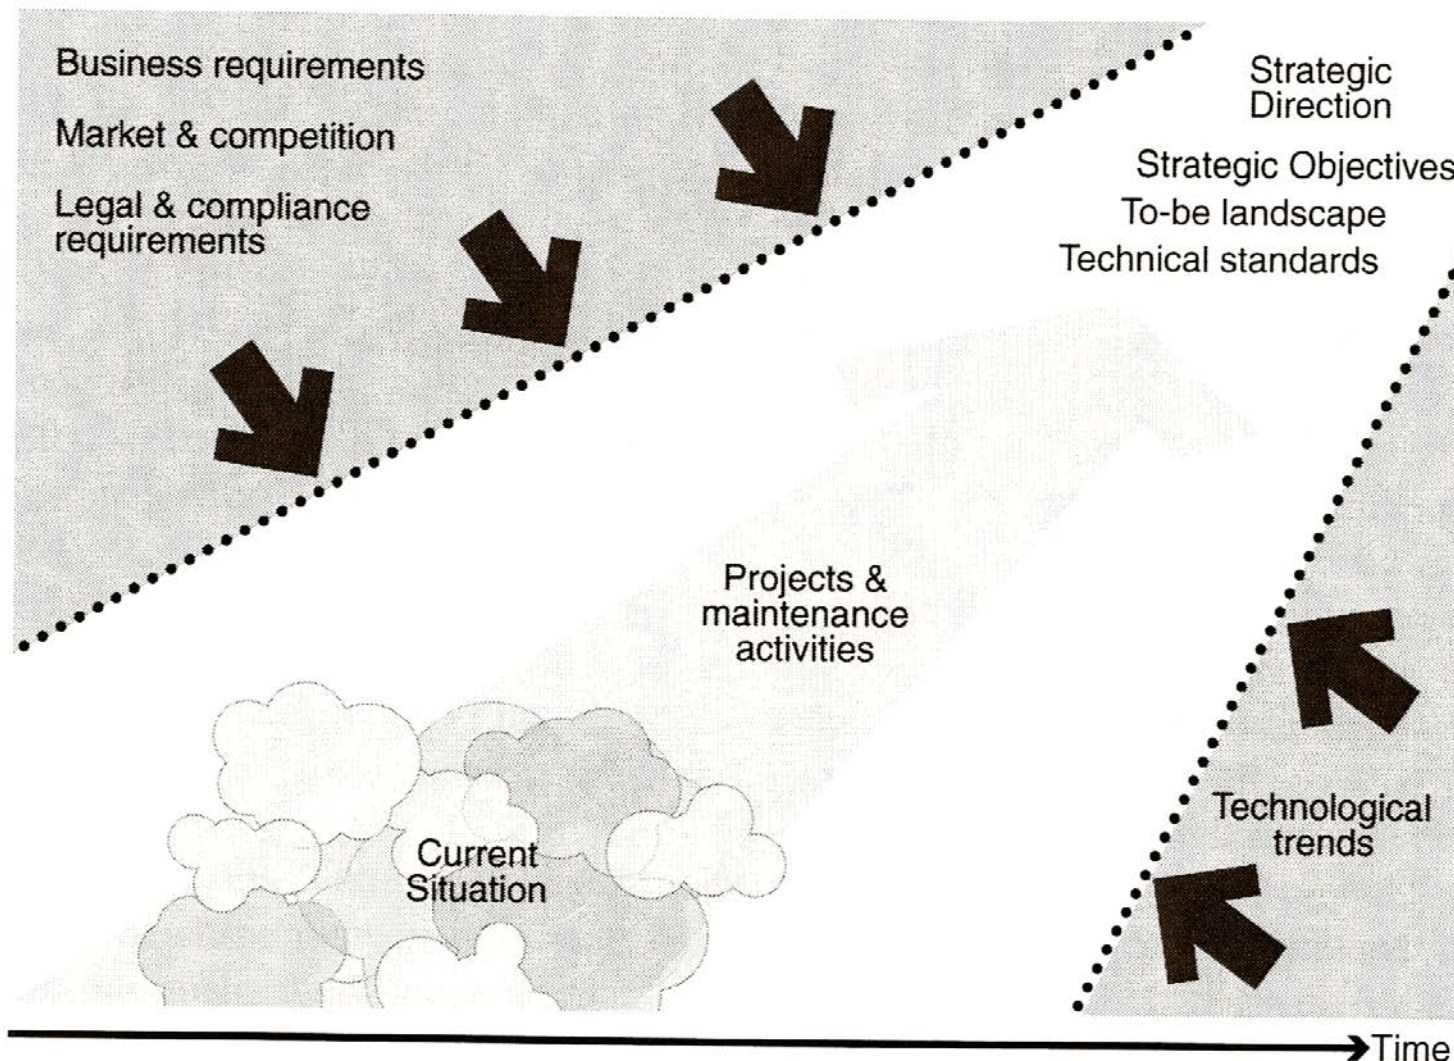 Business requirements
Market & competition
Legal & compliance
requirements
Strategic
Direction
Strategic Objectives
To-be landscape
Technical standards
Projects &
maintenance
activities
Current
Situation
Technological
trends
Time